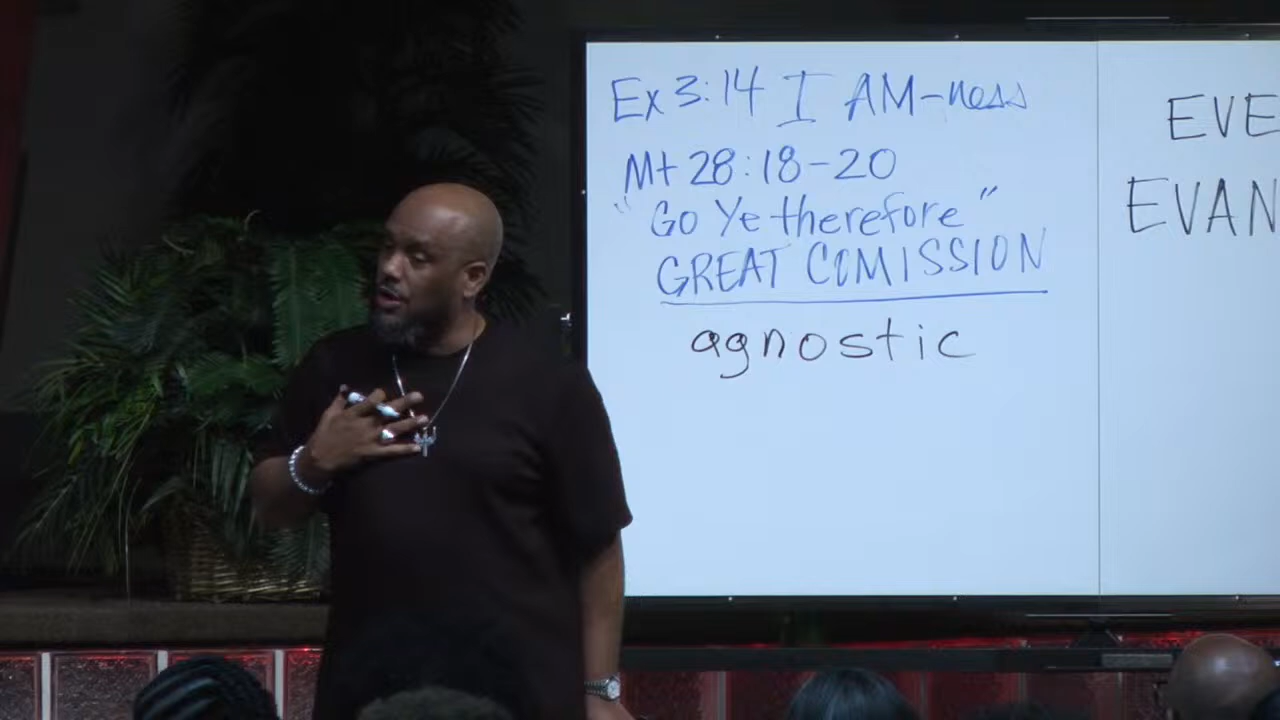 Ex 3:14 I AM-ness
Mt 28:18-20
"Go Ye therefore"
GREAT COMISSION
agnostic
EVE
EVAN